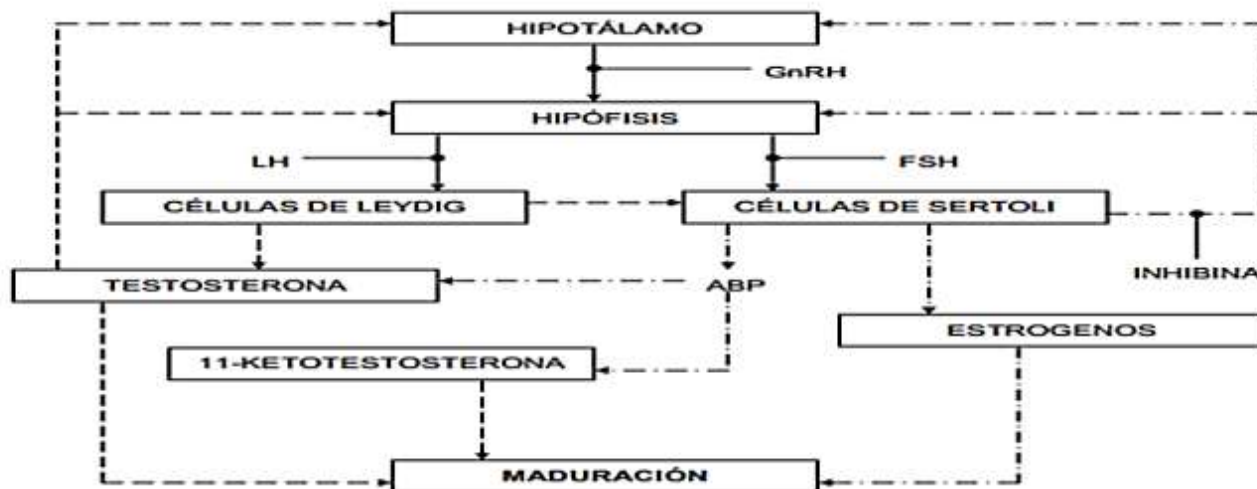 HIPOTÁLAMO
GnRH
HIPÓFISIS
LH
FSH
CÉLULAS DE LEYDIG
CÉLULAS DE SERTOLI
TESTOSTERONA
ABP
INHIBINA
ESTROGENOS
11-KETOTESTOSTERONA
MADURACIÓN